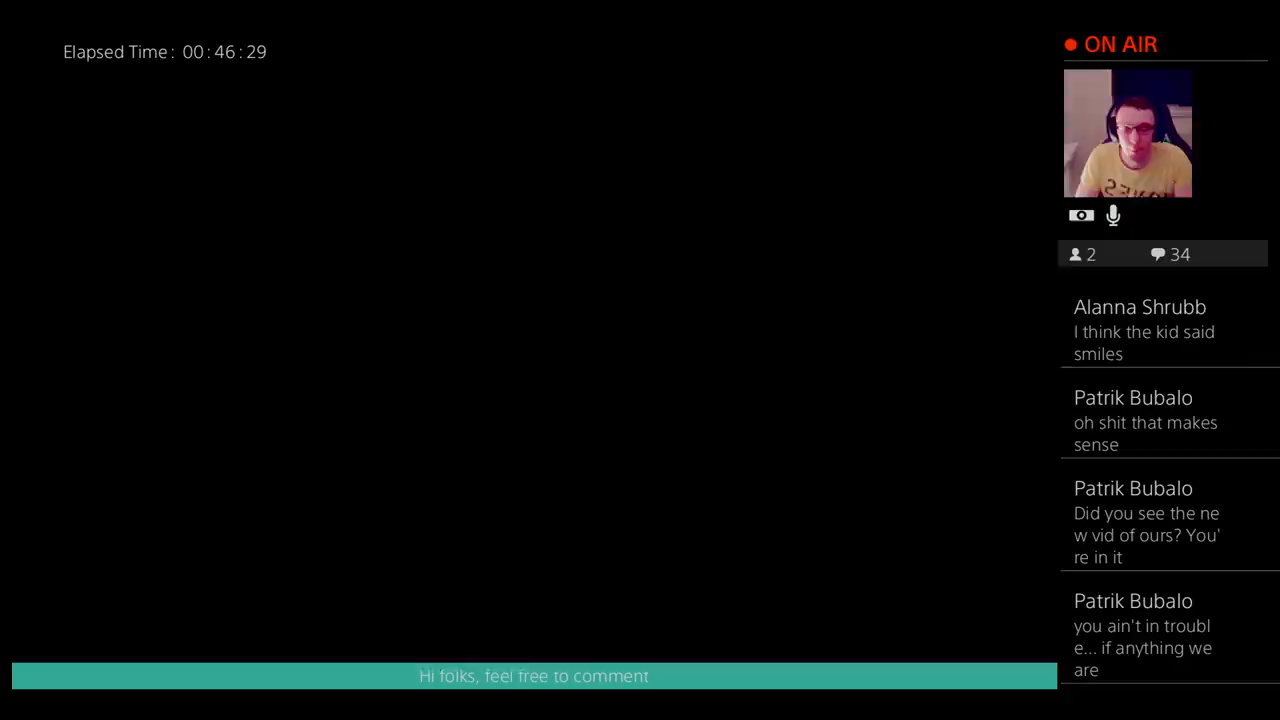 Elapsed Time: 00:46:29
ON AIR
2 34
Alanna Shrubb
I think the kid said
smiles
Patrik Bubalo
oh shit that makes
sense
Patrik Bubalo
Did you see the ne
w vid of ours? You'
re in it
Patrik Bubalo
you ain't in troubl
e... if anything we
are
Hi folks, feel free to comment